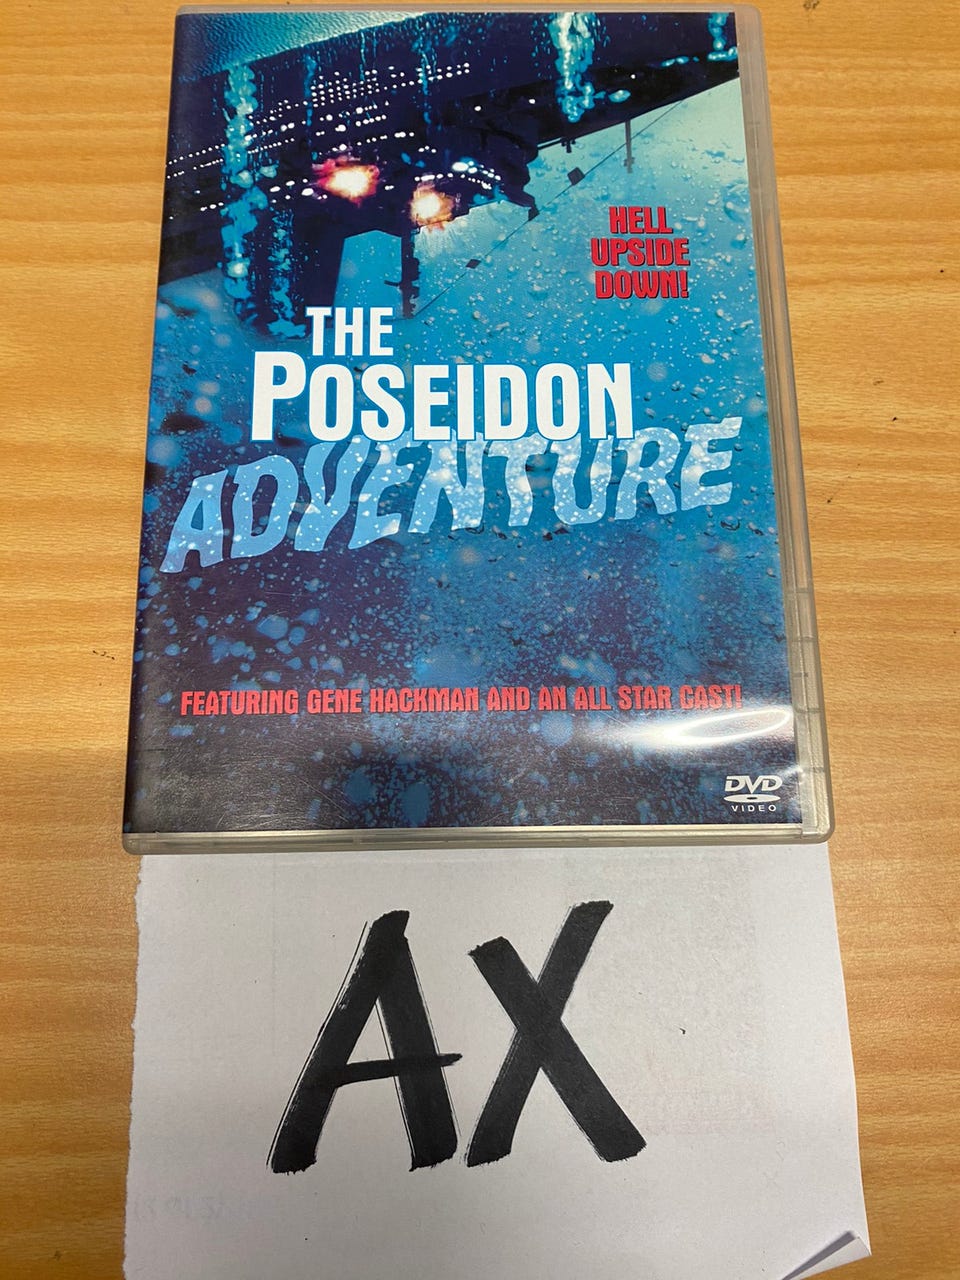 HELL
UPSIDE
DOWN!
THE
POSEIDON
ADVENTURE
FEATURING GENE HACKMAN AND AN ALL STAR CAST!
DVD
VIDEO
AX